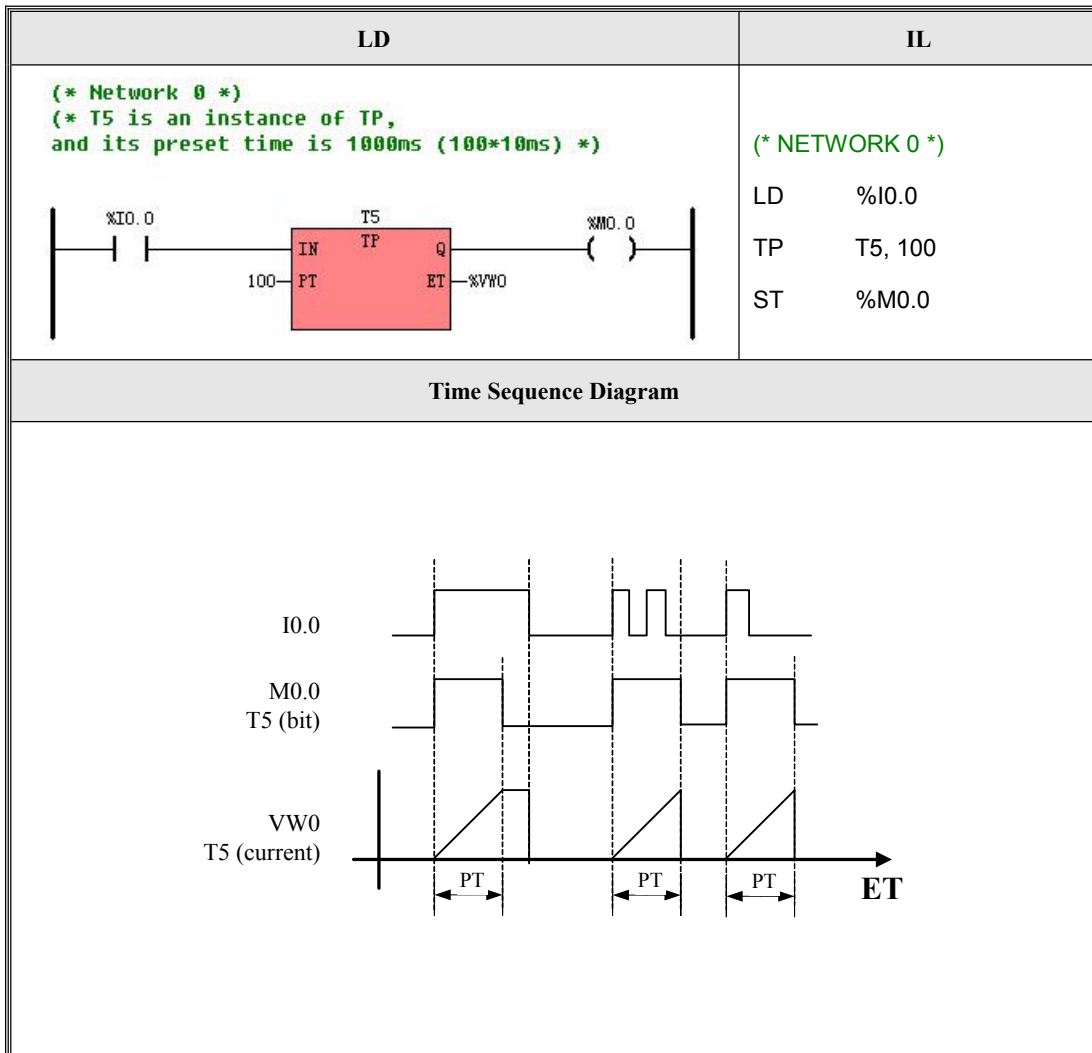 LD
IL
(* Network 0 *)
(* T5 is an instance of TP,
and its preset time is 1000ms (100*10ms) *)
%I0.0
T5
TP
%M0.0
IN
Q
100
PT
ET
%VW0
(* NETWORK 0 *)
LD %I0.0
TP T5, 100
ST %M0.0
Time Sequence Diagram
I0.0
M0.0
T5 (bit)
VW0
T5 (current)
PT
PT
PT
ET